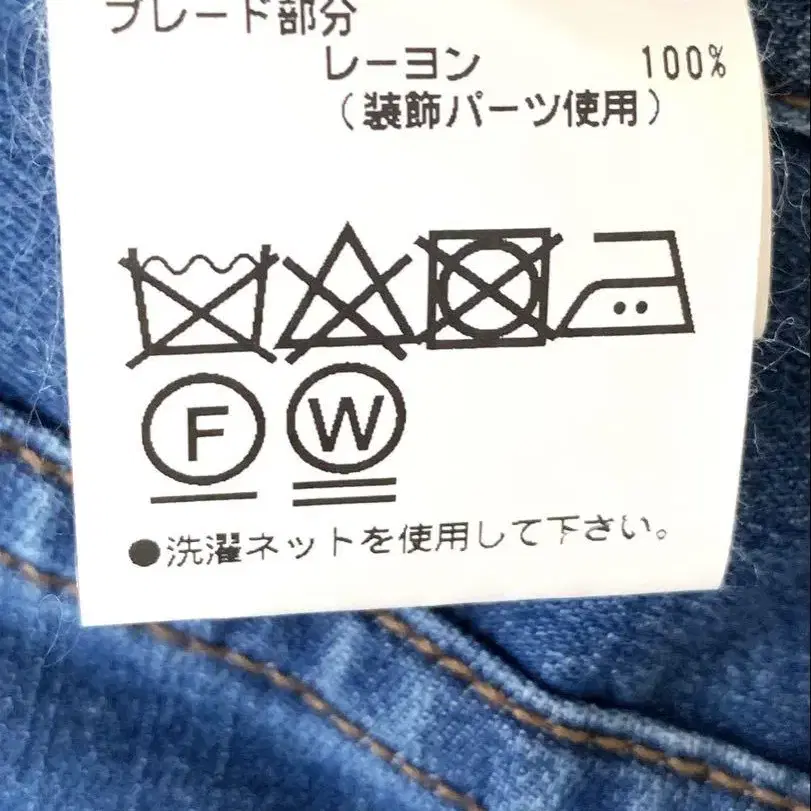 ブレード部分
レーヨン 100%
(装飾パーツ使用)
F W
●洗濯ネットを使用して下さい。